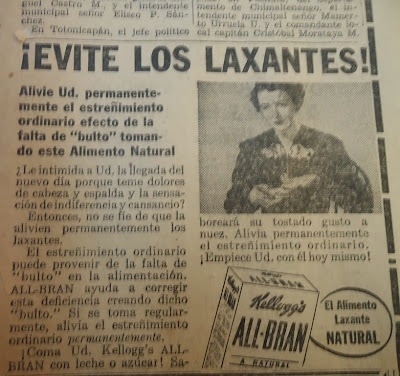 guel Castro M., y el intendente
municipal señor Eliseo P. Sán-
chez.
En Totonicapán, el jefe político
de Chimaltenango,
tendente municipal señor Mamer-
to Urruela U. y el comandante lo-
cal capitán Cristóbal Morataya M.
¡EVITE LOS LAXANTES!
Alivie Ud. permanente-
mente el estreñimiento
ordinario efecto de la
falta de "bulto" toman-
do este Alimento Natural
¿Le intimida a Ud. la llegada del
nuevo día porque teme dolores
de cabeza y espalda y la sensa-
ción de indiferencia y cansancio?
Entonces, no se fíe de que la
alivien permanentemente los
laxantes.
El estreñimiento ordinario
puede provenir de la falta de
"bulto" en la alimentación.
ALL-BRAN ayuda a corregir
esta deficiencia creando dicho
"bulto." Si se toma regular-
mente, alivia el estreñimiento
ordinario permanentemente.
¡Coma Ud. Kellogg's ALL-
BRAN con leche o azúcar! Sa-
boreará su tostado gusto a
nuez. Alivia permanentemente
el estreñimiento ordinario.
¡Empiece Ud. con él hoy mismo!
ALL-BRAN
Kellogg's
ALL-BRAN
A NATURAL
El Alimento
Laxante
NATURAL